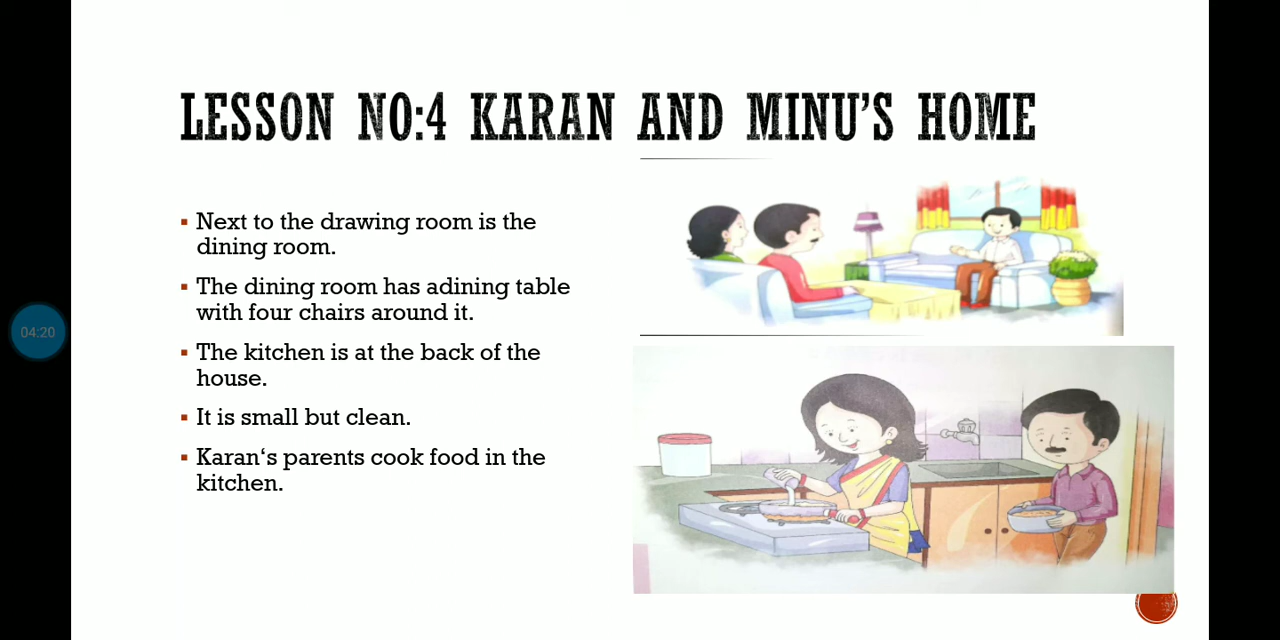 LESSON NO:4 KARAN AND MINU'S HOME
Next to the drawing room is the
dining room.
The dining room has adining table
with four chairs around it.
The kitchen is at the back of the
house.
It is small but clean.
Karan‘s parents cook food in the
kitchen.
04:20